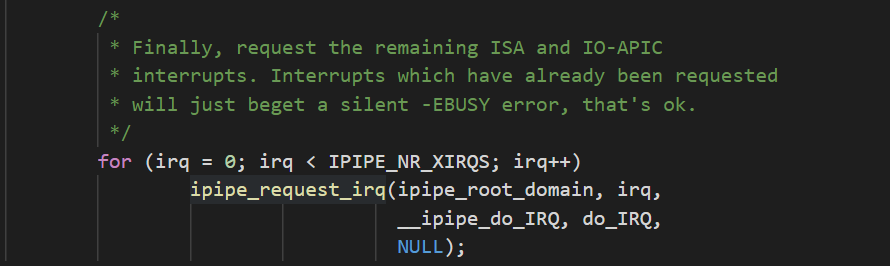 /*
* Finally, request the remaining ISA and IO-APIC
* interrupts. Interrupts which have already been requested
* will just beget a silent -EBUSY error, that's ok.
*/
for (irq = 0; irq < IPIPE_NR_XIRQS; irq++)
ipipe_request_irq(ipipe_root_domain, irq,
__ipipe_do_IRQ, do_IRQ,
NULL);